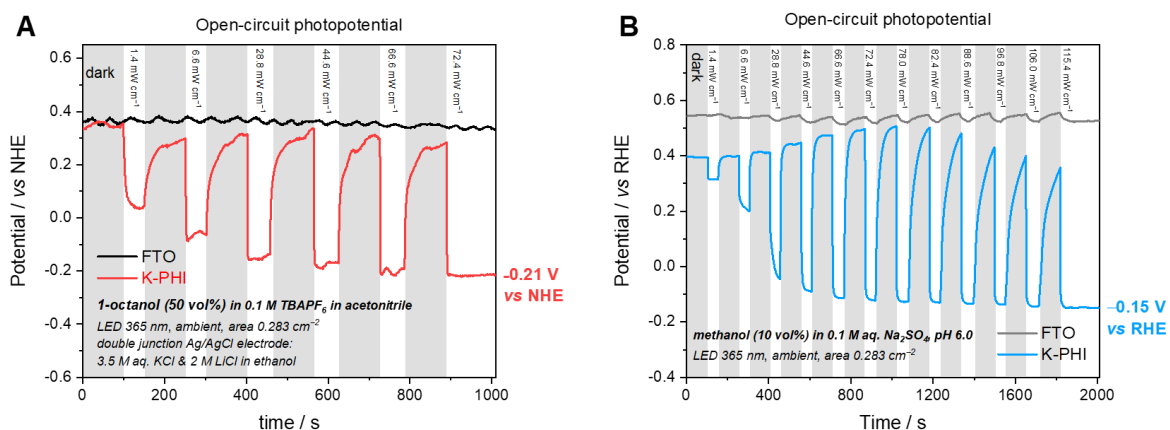 A
Open-circuit photopotential
Potential / vs NHE
0.6
0.4
0.2
0.0
-0.2
-0.4
-0.6
dark
1.4 mW cm⁻¹
6.6 mW cm⁻¹
28.8 mW cm⁻¹
44.6 mW cm⁻¹
66.6 mW cm⁻¹
72.4 mW cm⁻¹
FTO
K-PHI
-0.21 V
vs NHE
1-octanol (50 vol%) in 0.1 M TBAPF₆ in acetonitrile
LED 365 nm, ambient, area 0.283 cm⁻²
double junction Ag/AgCl electrode:
3.5 M aq. KCl & 2 M LiCl in ethanol
0 200 400 600 800 1000
time / s
B
Open-circuit photopotential
Potential / vs RHE
0.8
0.6
0.4
0.2
0.0
-0.2
-0.4
dark
1.4 mW cm⁻¹
6.6 mW cm⁻¹
28.8 mW cm⁻¹
44.6 mW cm⁻¹
66.6 mW cm⁻¹
72.4 mW cm⁻¹
78.0 mW cm⁻¹
82.4 mW cm⁻¹
88.6 mW cm⁻¹
96.8 mW cm⁻¹
106.0 mW cm⁻¹
115.4 mW cm⁻¹
–0.15 V
vs RHE
methanol (10 vol%) in 0.1 M aq. Na₂SO₄, pH 6.0
LED 365 nm, ambient, area 0.283 cm⁻²
FTO
K-PHI
0 400 800 1200 1600 2000
Time / s